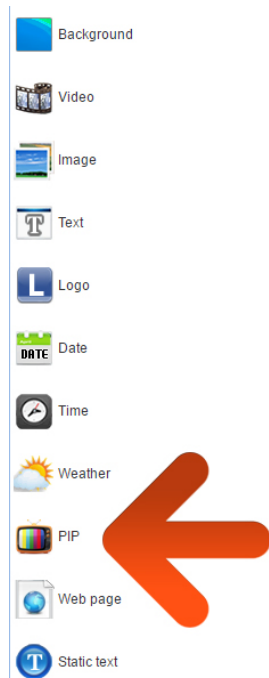 Background
Video
Image
T
Text
L
Logo
DATE
Date
Time
Weather
PIP
Web page
T
Static text